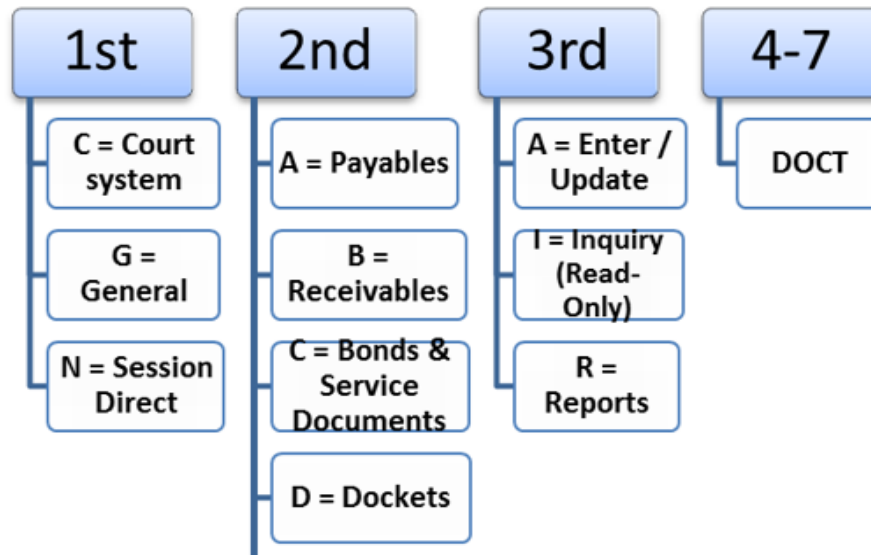 1st
C = Court
system
G =
General
N = Session
Direct
2nd
A = Payables
B =
Receivables
C = Bonds &
Service
Documents
D = Dockets
3rd
A = Enter /
Update
I = Inquiry
(Read-
Only)
R =
Reports
4-7
DOCT